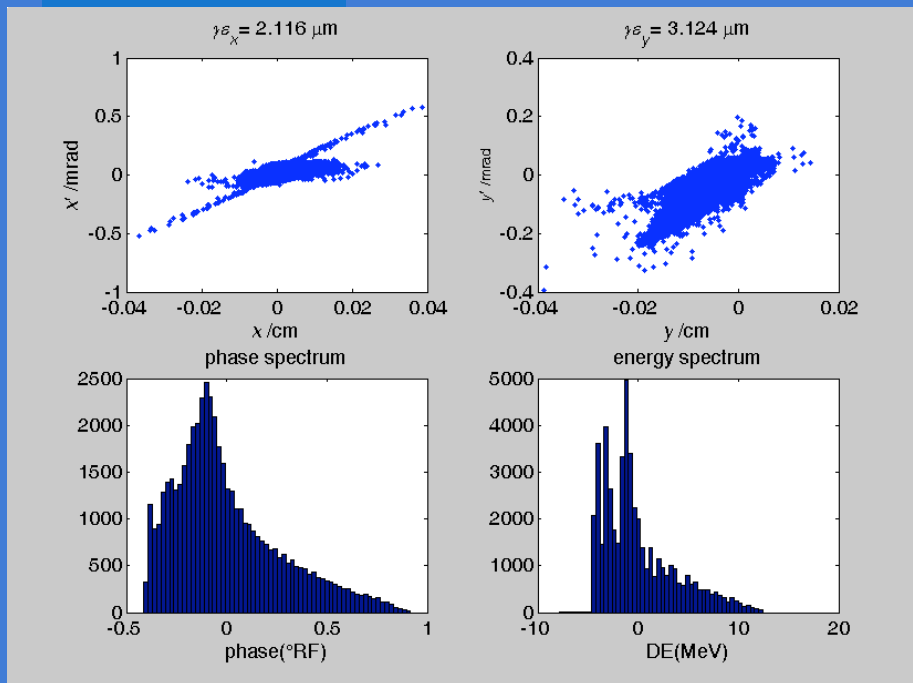 γε_x = 2.116 μm
1
0.5
0
-0.5
-1
x' /mrad
-0.04 -0.02 0 0.02 0.04
x /cm
γε_y = 3.124 μm
0.4
0.2
0
-0.2
-0.4
y' /mrad
-0.04 -0.02 0 0.02
y /cm
phase spectrum
2500
2000
1500
1000
500
0
-0.5 0 0.5 1
phase(°RF)
energy spectrum
5000
4000
3000
2000
1000
0
-10 0 10 20
DE(MeV)